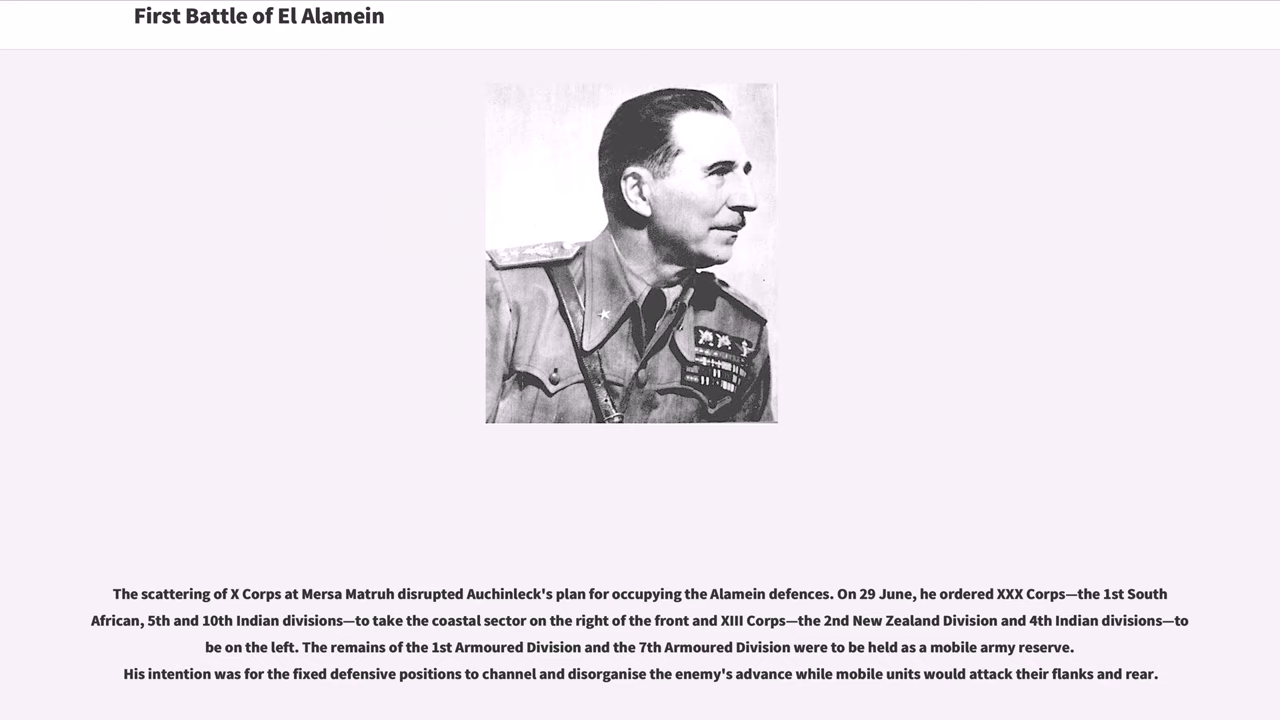 First Battle of El Alamein
The scattering of X Corps at Mersa Matruh disrupted Auchinleck's plan for occupying the Alamein defences. On 29 June, he ordered XXX Corps—the 1st South
African, 5th and 10th Indian divisions—to take the coastal sector on the right of the front and XIII Corps—the 2nd New Zealand Division and 4th Indian divisions—to
be on the left. The remains of the 1st Armoured Division and the 7th Armoured Division were to be held as a mobile army reserve.
His intention was for the fixed defensive positions to channel and disorganise the enemy's advance while mobile units would attack their flanks and rear.